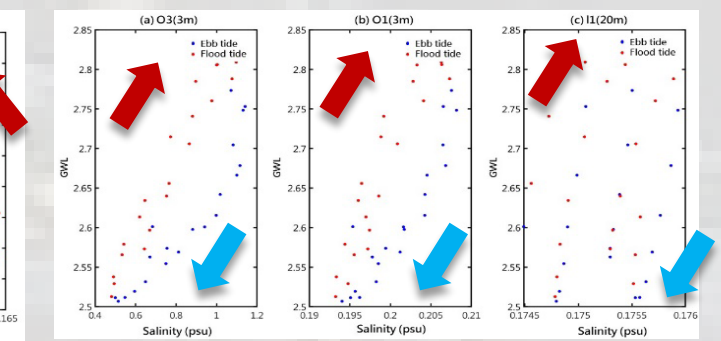 (a) O3(3m)
2.85
2.8
2.75
2.7
2.65
2.6
2.55
2.5
GWL
Ebb tide
Flood tide
0.4 0.6 0.8 1 1.2
Salinity (psu)
(b) O1(3m)
2.85
2.8
2.75
2.7
2.65
2.6
2.55
2.5
GWL
Ebb tide
Flood tide
0.19 0.195 0.2 0.205 0.21
Salinity (psu)
(c) I1(20m)
2.85
2.8
2.75
2.7
2.65
2.6
2.55
2.5
GWL
Ebb tide
Flood tide
0.1745 0.175 0.1755 0.176
Salinity (psu)